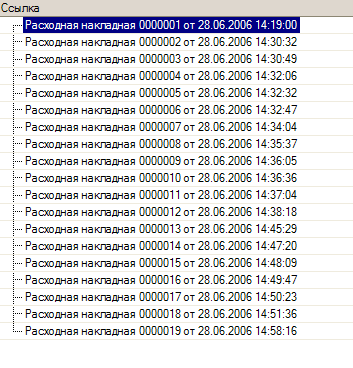 Ссылка
Расходная накладная 0000001 от 28.06.2006 14:19:00
Расходная накладная 0000002 от 28.06.2006 14:30:32
Расходная накладная 0000003 от 28.06.2006 14:30:49
Расходная накладная 0000004 от 28.06.2006 14:32:06
Расходная накладная 0000005 от 28.06.2006 14:32:32
Расходная накладная 0000006 от 28.06.2006 14:32:47
Расходная накладная 0000007 от 28.06.2006 14:34:04
Расходная накладная 0000008 от 28.06.2006 14:35:37
Расходная накладная 0000009 от 28.06.2006 14:36:05
Расходная накладная 0000010 от 28.06.2006 14:36:36
Расходная накладная 0000011 от 28.06.2006 14:37:04
Расходная накладная 0000012 от 28.06.2006 14:38:18
Расходная накладная 0000013 от 28.06.2006 14:45:29
Расходная накладная 0000014 от 28.06.2006 14:47:20
Расходная накладная 0000015 от 28.06.2006 14:48:09
Расходная накладная 0000016 от 28.06.2006 14:49:47
Расходная накладная 0000017 от 28.06.2006 14:50:23
Расходная накладная 0000018 от 28.06.2006 14:51:36
Расходная накладная 0000019 от 28.06.2006 14:58:16